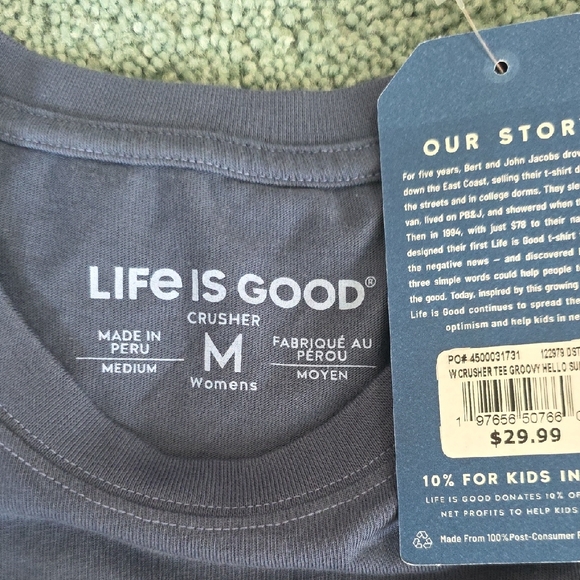 LIFe IS GOOD®
CRUSHER
MADE IN
PERU
MEDIUM
M
Womens
FABRIQUÉ AU
PÉROU
MOYEN
OUR STOR
For five years, Bert and John Jacobs drov
down the East Coast, selling their t-shirt d
the streets and in college dorms. They sle
van, lived on PB&J, and showered when t
Then in 1994, with just $78 to their na
designed their first Life is Good t-shirt
the negative news — and discovered
three simple words could help people
the good. Today, inspired by this growing
Life is Good continues to spread the
optimism and help kids in ne
PO# 4500031731 122979 0 ST
W CRUSHER TEE GROOVY HELLO SU
1 97656 50766
$29.99
10% FOR KIDS IN
LIFE IS GOOD DONATES 10% OF
NET PROFITS TO HELP KIDS
Made From 100% Post-Consumer